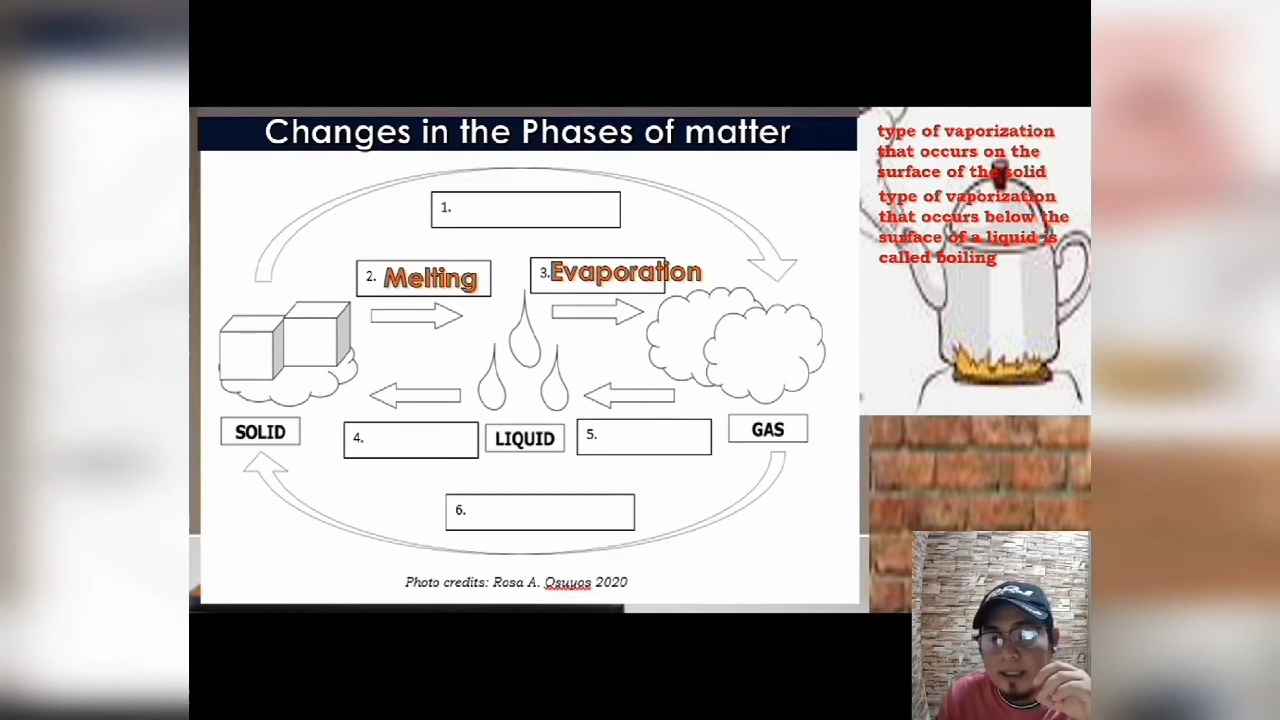 Changes in the Phases of matter
1.
2. Melting
3. Evaporation
SOLID
LIQUID
GAS
4.
5.
6.
Photo credits: Rosa A. Osuyos 2020
type of vaporization
that occurs on the
surface of the solid
type of vaporization
that occurs below the
surface of a liquid is
called boiling